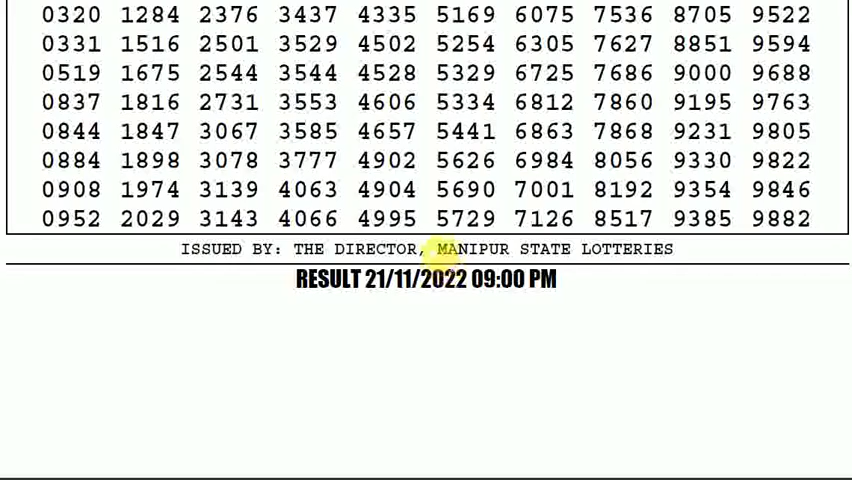 0320 1284 2376 3437 4335 5169 6075 7536 8705 9522
0331 1516 2501 3529 4502 5254 6305 7627 8851 9594
0519 1675 2544 3544 4528 5329 6725 7686 9000 9688
0837 1816 2731 3553 4606 5334 6812 7860 9195 9763
0844 1847 3067 3585 4657 5441 6863 7868 9231 9805
0884 1898 3078 3777 4902 5626 6984 8056 9330 9822
0908 1974 3139 4063 4904 5690 7001 8192 9354 9846
0952 2029 3143 4066 4995 5729 7126 8517 9385 9882
ISSUED BY: THE DIRECTOR, MANIPUR STATE LOTTERIES
RESULT 21/11/2022 09:00 PM